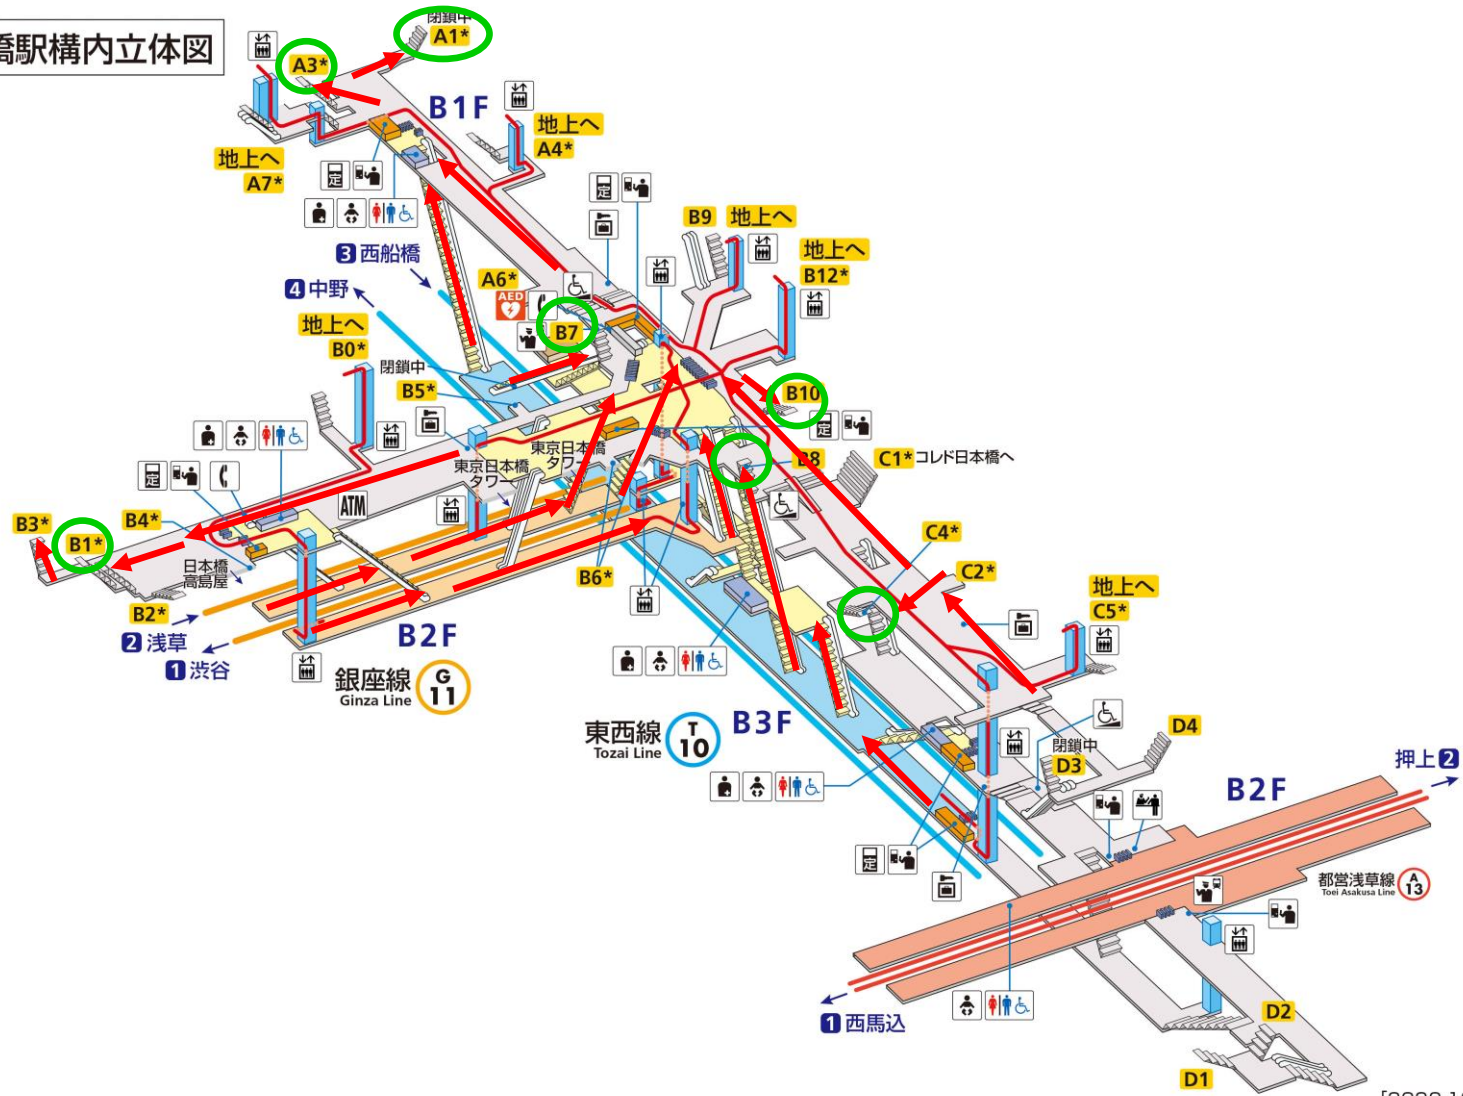 橋駅構内立体図
閉鎖中
A1*
A3*
B1F
地上へ
A4*
地上へ
A7*
定
定
B9
地上へ
3 西船橋
地上へ
B12*
A6*
AED
4 中野
地上へ
B0*
B7
閉鎖中
B5*
B10
定
東京日本橋
タワー
東京日本橋
タワー
B8
C1*
コレド日本橋へ
定
ATM
B3*
B1*
B4*
日本橋
高島屋
C4*
C2*
地上へ
C5*
B6*
B2*
2 浅草
1 渋谷
B2F
銀座線
Ginza Line
G
11
東西線
Tozai Line
T
10
B3F
閉鎖中
D3
D4
定
押上 2
B2F
都営浅草線
Toei Asakusa Line
A
13
1 西馬込
D2
D1